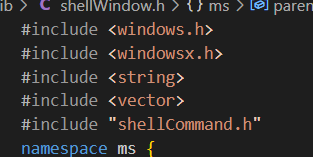 ib > C shellWindow.h > {} ms > paren
#include <windows.h>
#include <windowsx.h>
#include <string>
#include <vector>
#include "shellCommand.h"
namespace ms {